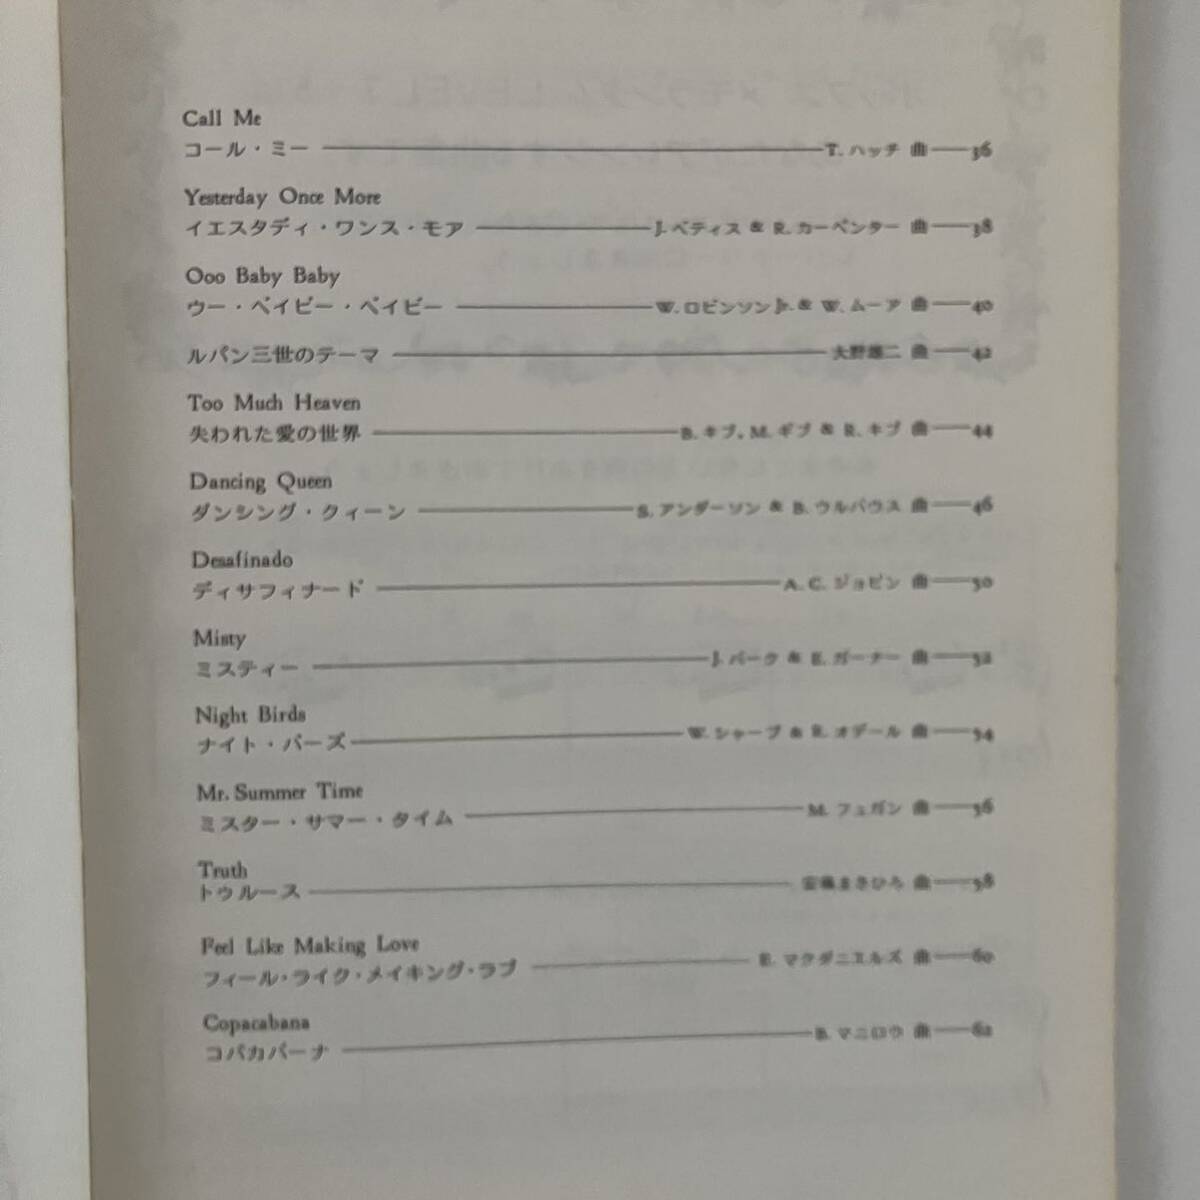 Call Me
コール・ミー ── T. ハッチ 曲 ── 36
Yesterday Once More
イエスタディ・ワンス・モア ── J. ベティス & R. カーペンター 曲 ── 38
Ooo Baby Baby
ウー・ベイビー・ベイビー ── W. ロビンソン Jr. & W. ムーア 曲 ── 40
ルパン三世のテーマ ── 大野雄二 曲 ── 42
Too Much Heaven
失われた愛の世界 ── B. ギブ, M. ギブ & R. ギブ 曲 ── 44
Dancing Queen
ダンシング・クィーン ── S. アンダーソン & B. ウルバウス 曲 ── 46
Desafinado
ディサフィナード ── A. C. ジョビン 曲 ── 50
Misty
ミスティー ── J. バーク & E. ガーナー 曲 ── 52
Night Birds
ナイト・バーズ ── W. シャープ & R. オデール 曲 ── 54
Mr. Summer Time
ミスター・サマー・タイム ── M. フュガン 曲 ── 56
Truth
トゥルース ── 安藤まさひろ 曲 ── 58
Feel Like Making Love
フィール・ライク・メイキング・ラブ ── E. マクダニエルズ 曲 ── 60
Copacabana
コパカバーナ ── B. マニロウ 曲 ── 62